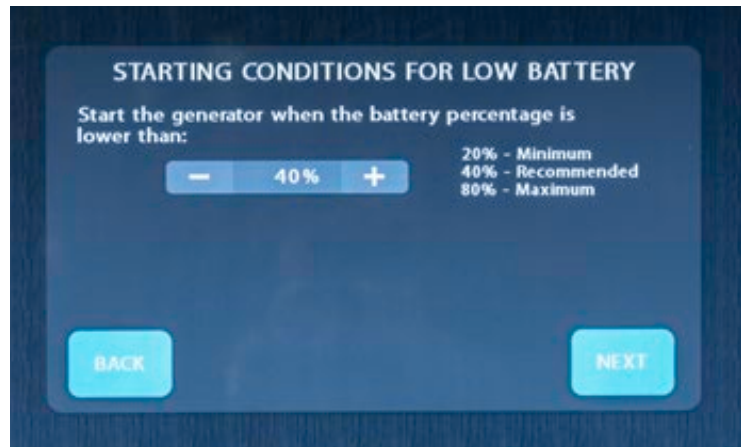 STARTING CONDITIONS FOR LOW BATTERY
Start the generator when the battery percentage is
lower than:
20% - Minimum
− 40% +
40% - Recommended
80% - Maximum
BACK
NEXT